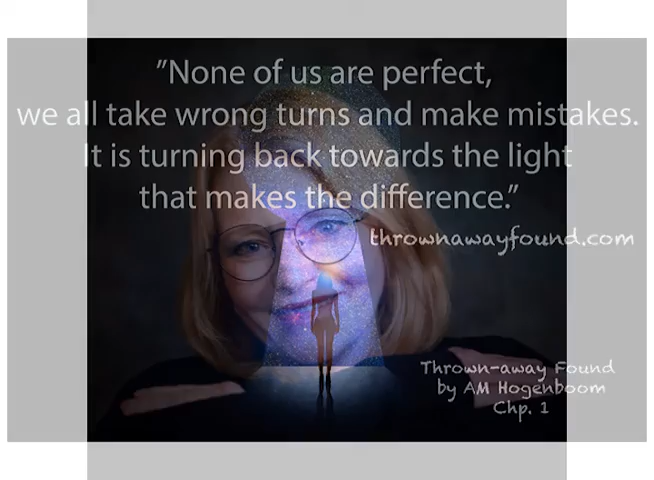 ”None of us are perfect,
we all take wrong turns and make mistakes.
It is turning back towards the light
that makes the difference.”
thrownawayfound.com
Thrown-away Found
by AM Hogenboom
Chp. 1